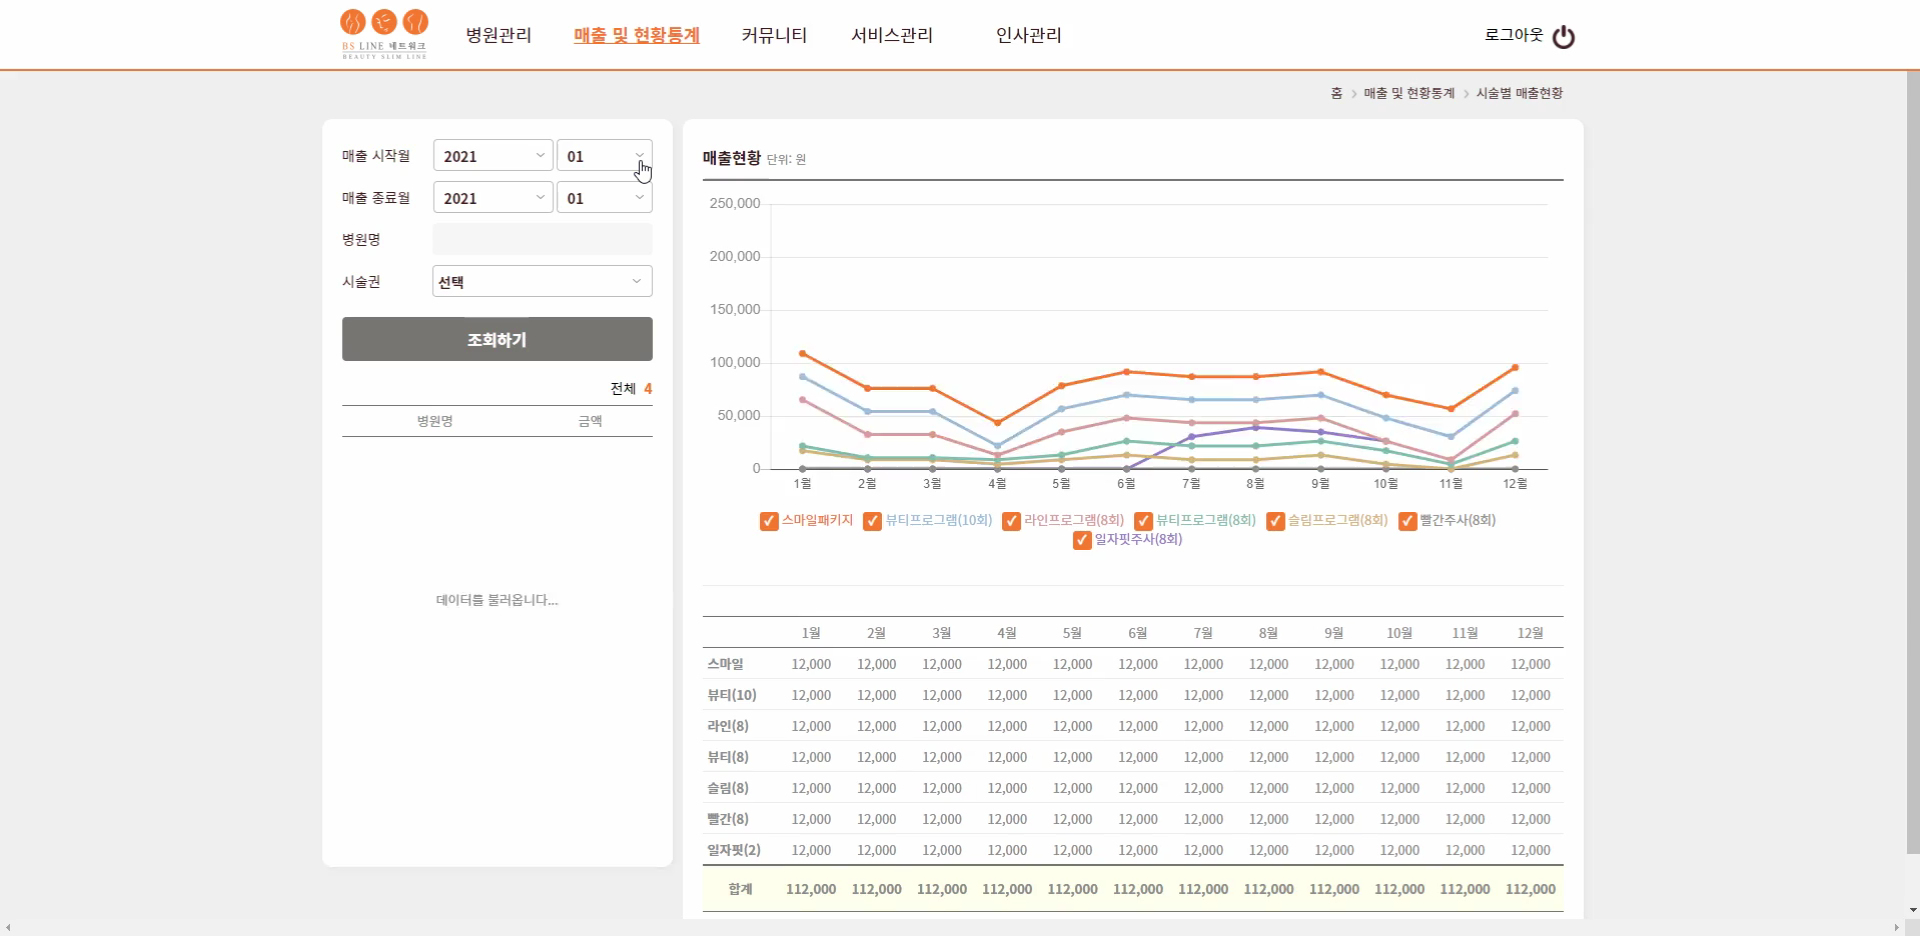 BS LINE 네트워크
BEAUTY SLIM LINE
병원관리 매출 및 현황통계 커뮤니티 서비스관리 인사관리 로그아웃
홈 > 매출 및 현황통계 > 시술별 매출현황
매출 시작월 2021 01
매출 종료월 2021 01
병원명
시술권 선택
조회하기
전체 4
병원명 금액
데이터를 불러옵니다...
매출현황 단위: 원
250,000
200,000
150,000
100,000
50,000
0
1월 2월 3월 4월 5월 6월 7월 8월 9월 10월 11월 12월
스마일패키지 뷰티프로그램(10회) 라인프로그램(8회) 뷰티프로그램(8회) 슬림프로그램(8회) 빨간주사(8회)
일자핏주사(8회)
1월 2월 3월 4월 5월 6월 7월 8월 9월 10월 11월 12월
스마일 12,000 12,000 12,000 12,000 12,000 12,000 12,000 12,000 12,000 12,000 12,000 12,000
뷰티(10) 12,000 12,000 12,000 12,000 12,000 12,000 12,000 12,000 12,000 12,000 12,000 12,000
라인(8) 12,000 12,000 12,000 12,000 12,000 12,000 12,000 12,000 12,000 12,000 12,000 12,000
뷰티(8) 12,000 12,000 12,000 12,000 12,000 12,000 12,000 12,000 12,000 12,000 12,000 12,000
슬림(8) 12,000 12,000 12,000 12,000 12,000 12,000 12,000 12,000 12,000 12,000 12,000 12,000
빨간(8) 12,000 12,000 12,000 12,000 12,000 12,000 12,000 12,000 12,000 12,000 12,000 12,000
일자핏(2) 12,000 12,000 12,000 12,000 12,000 12,000 12,000 12,000 12,000 12,000 12,000 12,000
합계 112,000 112,000 112,000 112,000 112,000 112,000 112,000 112,000 112,000 112,000 112,000 112,000